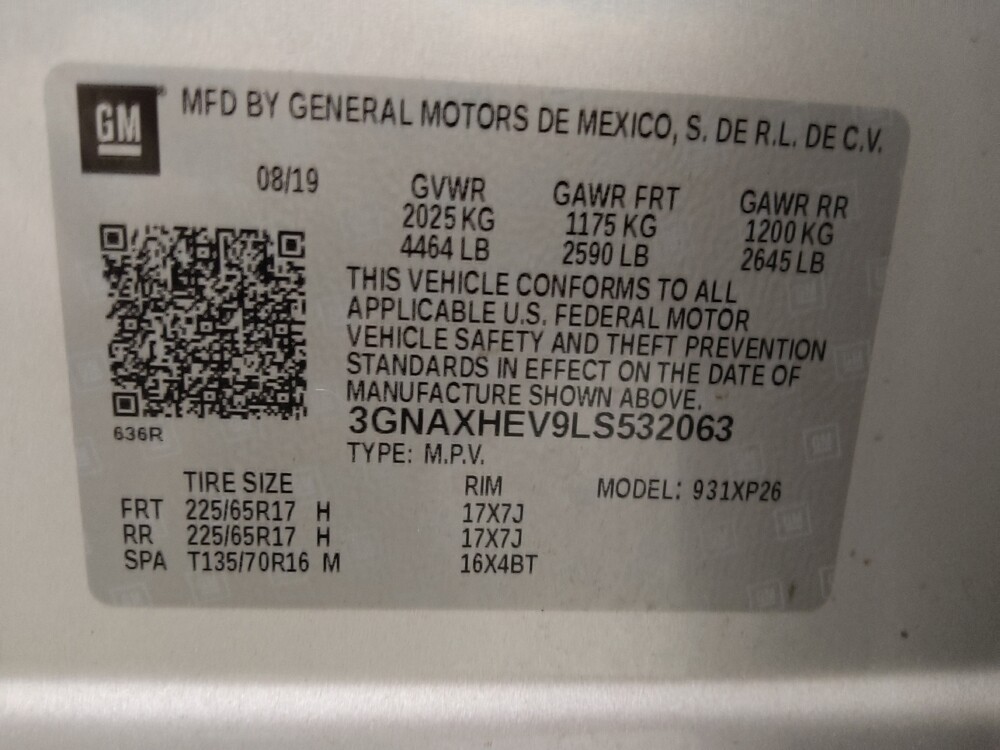 GM MFD BY GENERAL MOTORS DE MEXICO, S. DE R.L. DE C.V.
08/19 GVWR GAWR FRT GAWR RR
2025 KG 1175 KG 1200 KG
4464 LB 2590 LB 2645 LB
THIS VEHICLE CONFORMS TO ALL
APPLICABLE U.S. FEDERAL MOTOR
VEHICLE SAFETY AND THEFT PREVENTION
STANDARDS IN EFFECT ON THE DATE OF
MANUFACTURE SHOWN ABOVE.
636R
3GNAXHEV9LS532063
TYPE: M.P.V.
TIRE SIZE RIM MODEL: 931XP26
FRT 225/65R17 H 17X7J
RR 225/65R17 H 17X7J
SPA T135/70R16 M 16X4BT